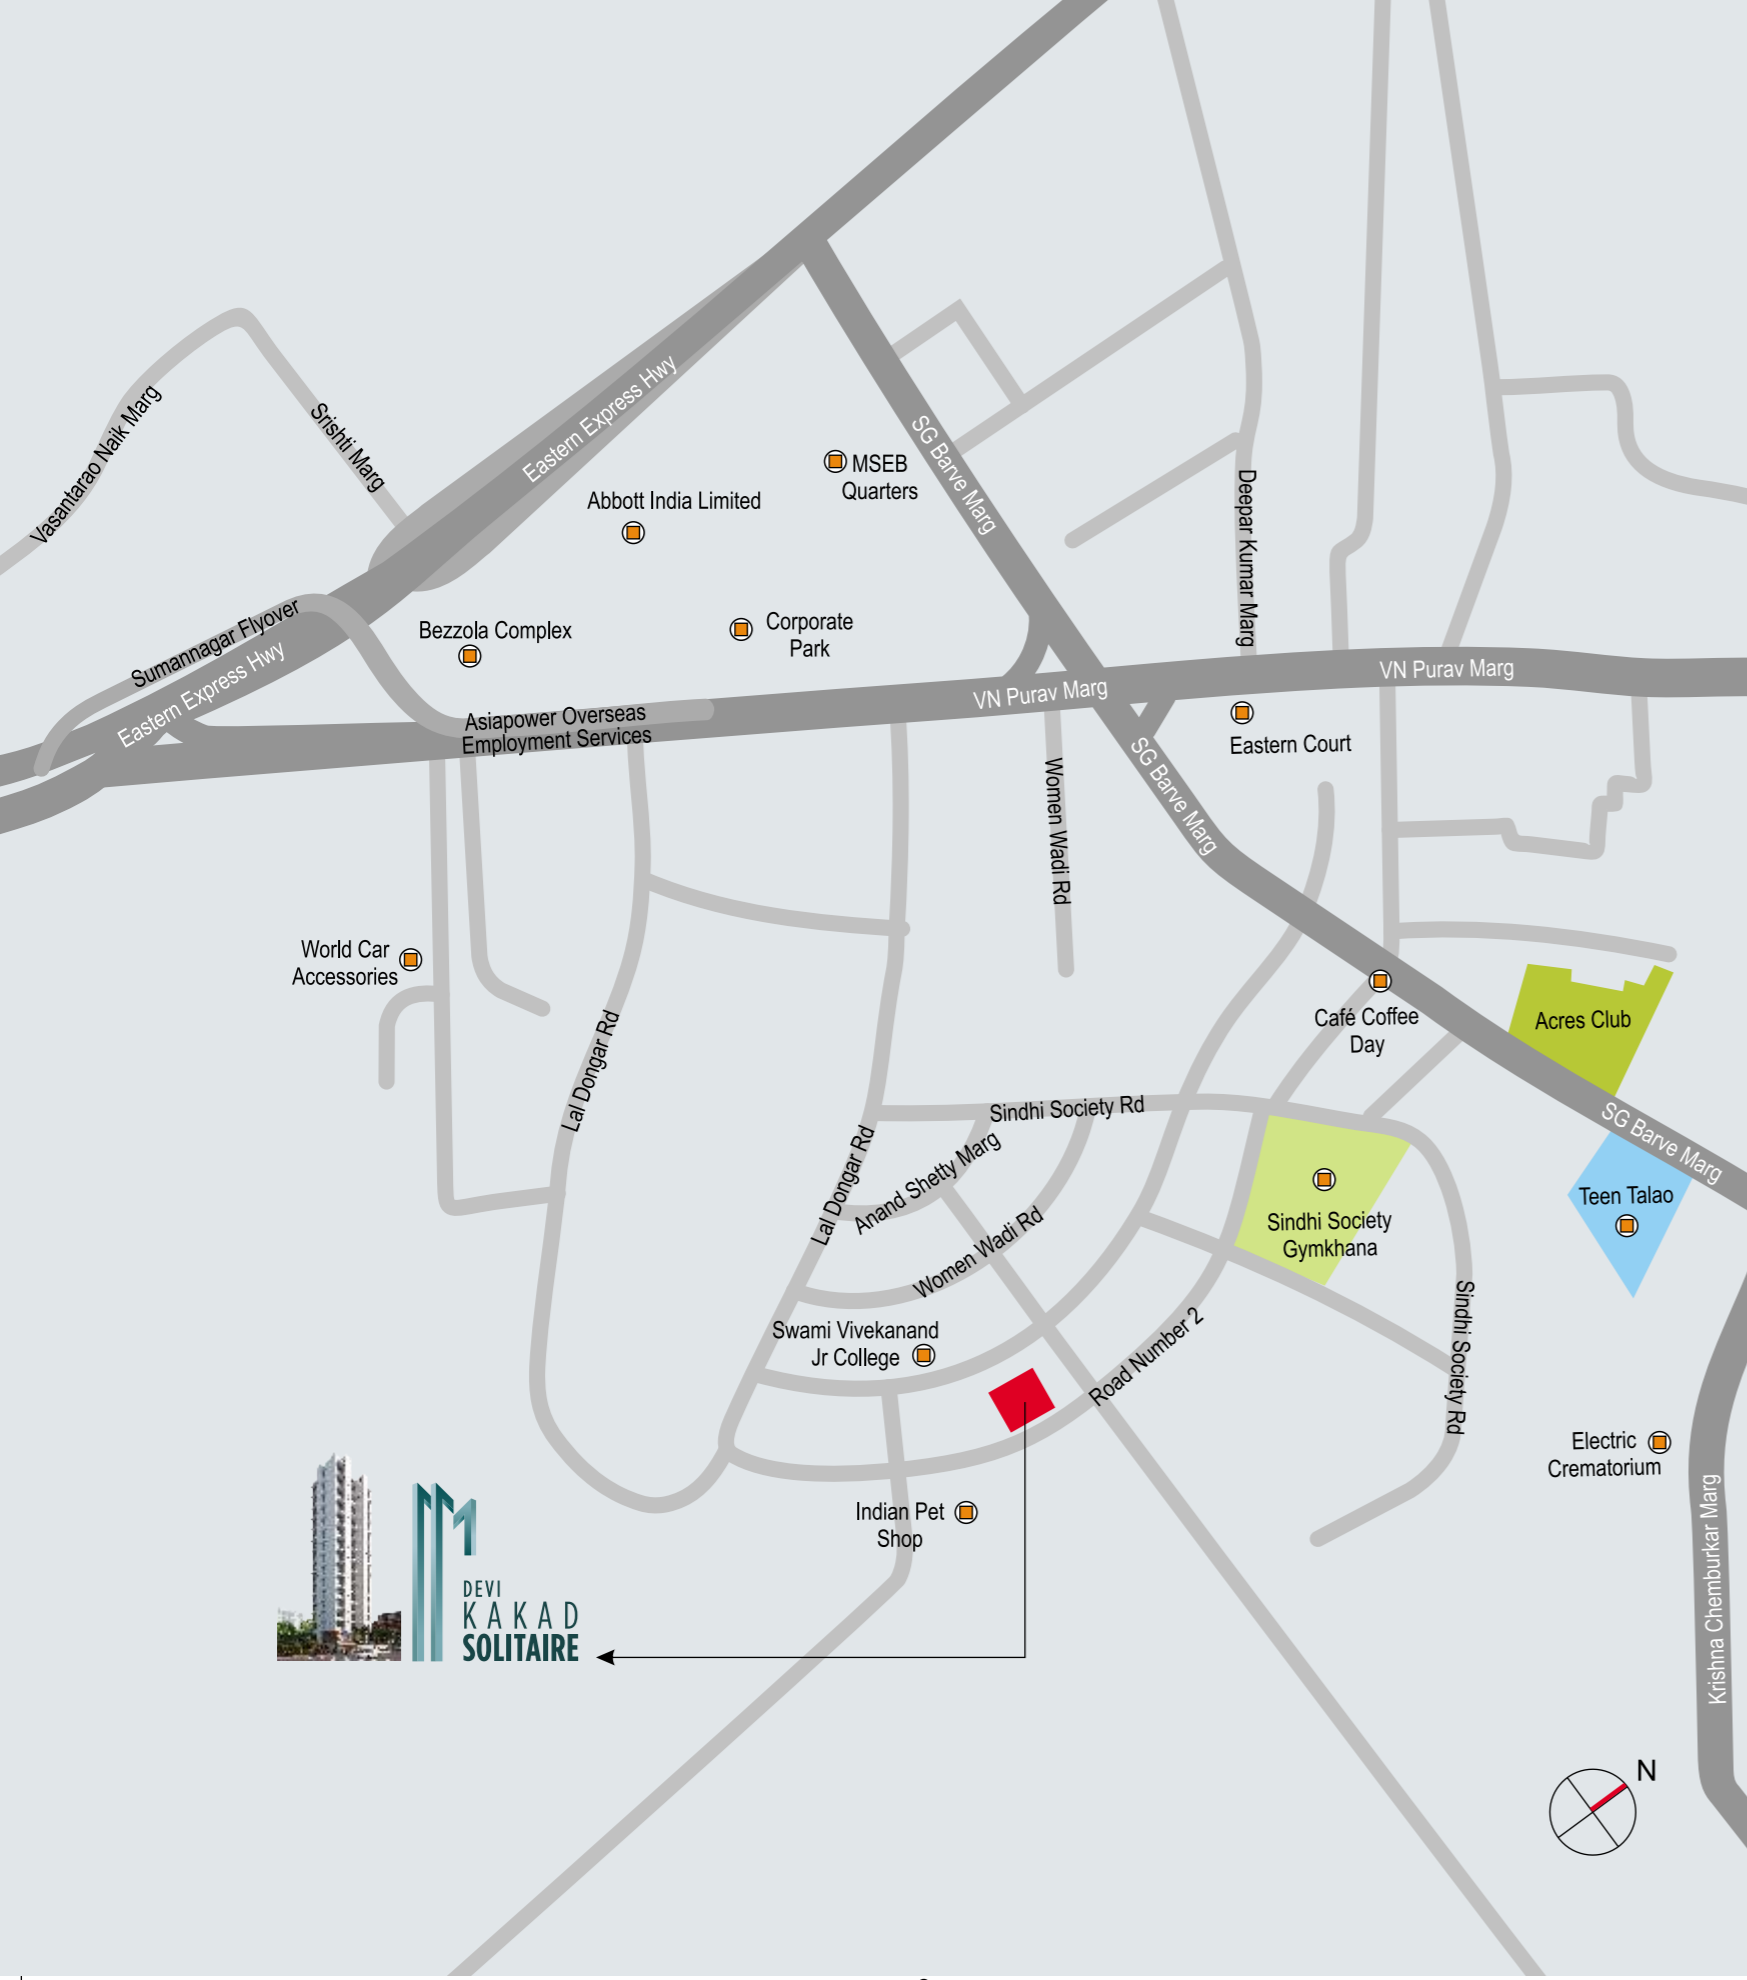 Vasantarao Naik Marg
Srishti Marg
Eastern Express Hwy
SG Barve Marg
MSEB
Quarters
Abbott India Limited
Deepar Kumar Marg
Sumannagar Flyover
Eastern Express Hwy
Bezzola Complex
Corporate
Park
VN Purav Marg
VN Purav Marg
Asiapower Overseas
Employment Services
Eastern Court
SG Barve Marg
Women Wadi Rd
World Car
Accessories
Café Coffee
Day
Acres Club
Lal Dongar Rd
Sindhi Society Rd
SG Barve Marg
Anand Shetty Marg
Lal Dongar Rd
Teen Talao
Sindhi Society
Gymkhana
Women Wadi Rd
Swami Vivekanand
Jr College
Road Number 2
Sindhi Society Rd
Electric
Crematorium
Indian Pet
Shop
Krishna Chemburkar Marg
DEVI
KAKAD
SOLITAIRE
N